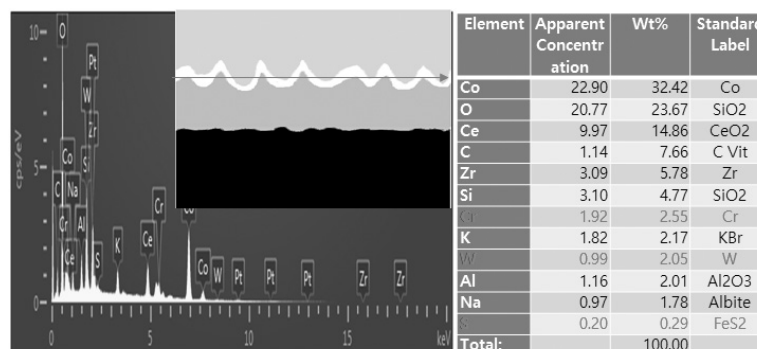 10
O
Pt
W
Zr
cps/eV
Co
S
5
C
Na
Cr
Al
Ce
S
K
Ce
Cr
Co
Co
W
Pt
Pt
Pt
Zr
Zr
0
0
5
10
15
keV
Element Apparent Concentr ation Wt% Standard Label
Co 22.90 32.42 Co
O 20.77 23.67 SiO2
Ce 9.97 14.86 CeO2
C 1.14 7.66 C Vit
Zr 3.09 5.78 Zr
Si 3.10 4.77 SiO2
Cr 1.92 2.55 Cr
K 1.82 2.17 KBr
W 0.99 2.05 W
Al 1.16 2.01 Al2O3
Na 0.97 1.78 Albite
S 0.20 0.29 FeS2
Total: 100.00